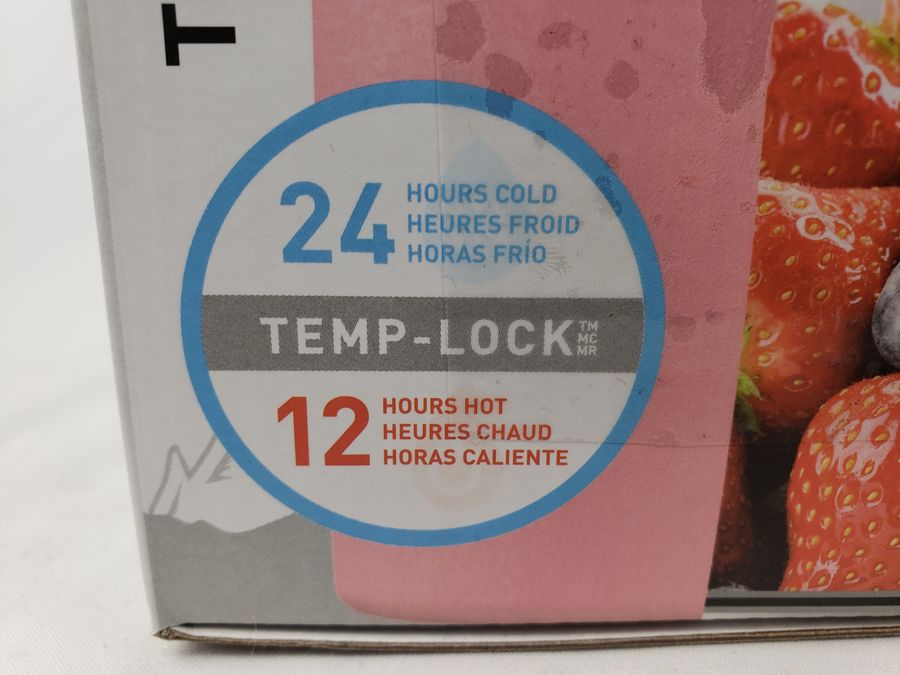 T
24 HOURS COLD
HEURES FROID
HORAS FRÍO
TEMP-LOCK™
MC
MR
12 HOURS HOT
HEURES CHAUD
HORAS CALIENTE